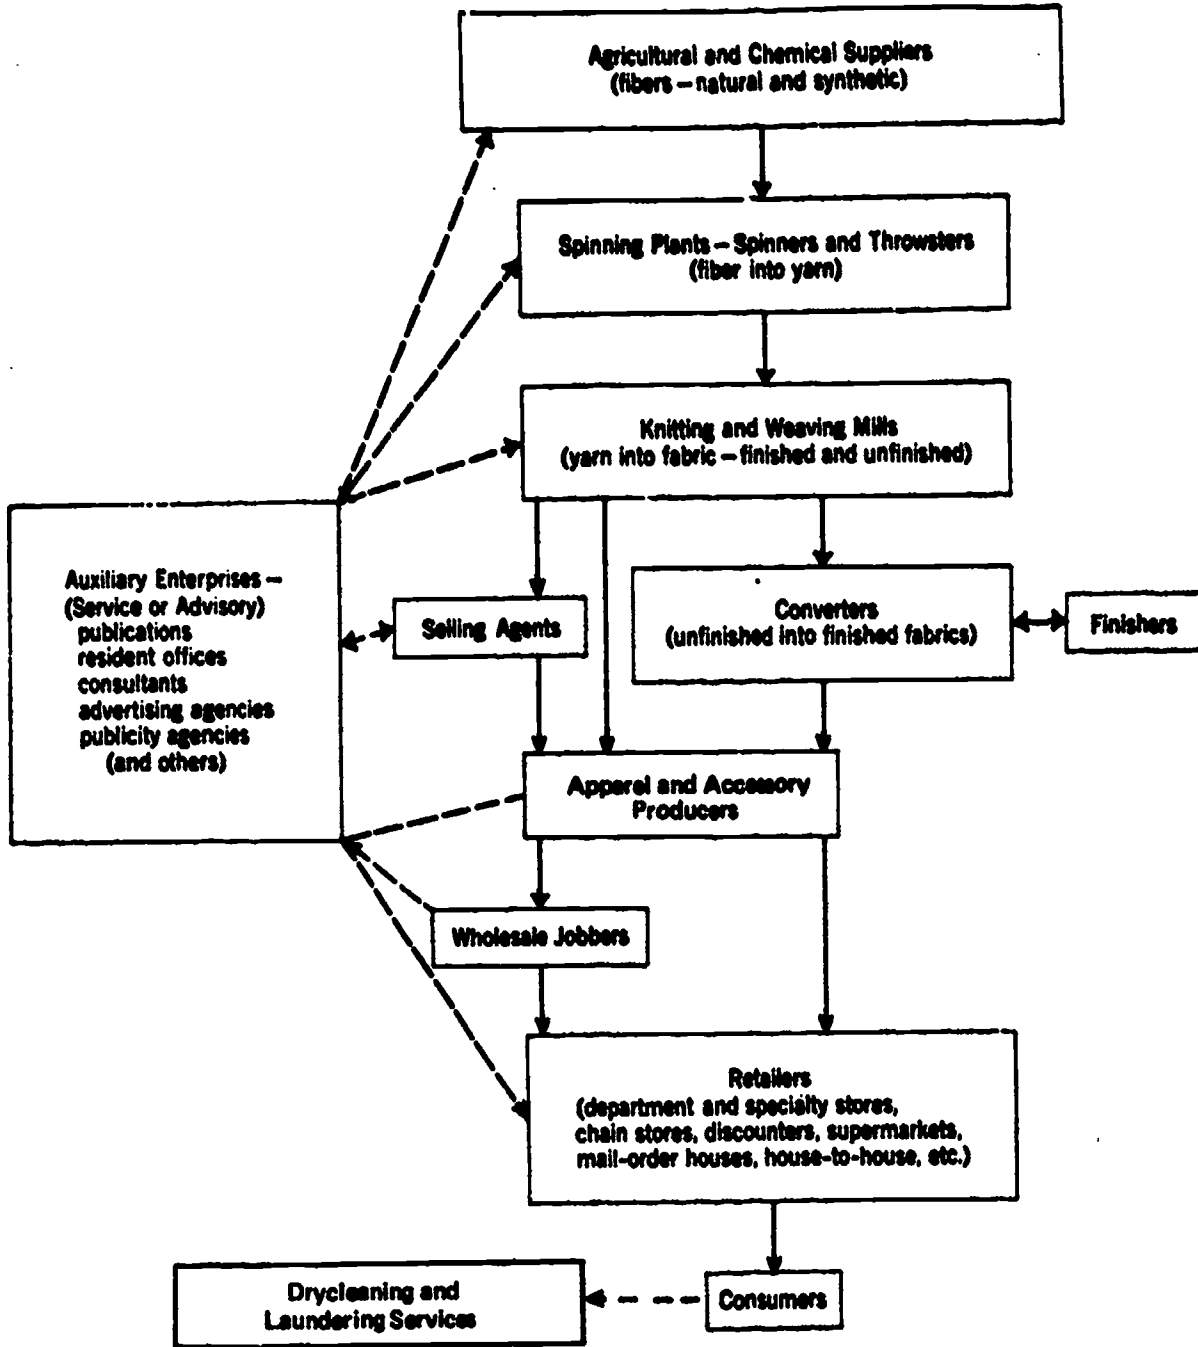 Agricultural and Chemical Suppliers
(fibers – natural and synthetic)
Spinning Plants – Spinners and Throwsters
(fiber into yarn)
Knitting and Weaving Mills
(yarn into fabric – finished and unfinished)
Auxiliary Enterprises –
(Service or Advisory)
publications
resident offices
consultants
advertising agencies
publicity agencies
(and others)
Selling Agents
Converters
(unfinished into finished fabrics)
Finishers
Apparel and Accessory
Producers
Wholesale Jobbers
Retailers
(department and specialty stores,
chain stores, discounters, supermarkets,
mail-order houses, house-to-house, etc.)
Drycleaning and
Laundering Services
Consumers